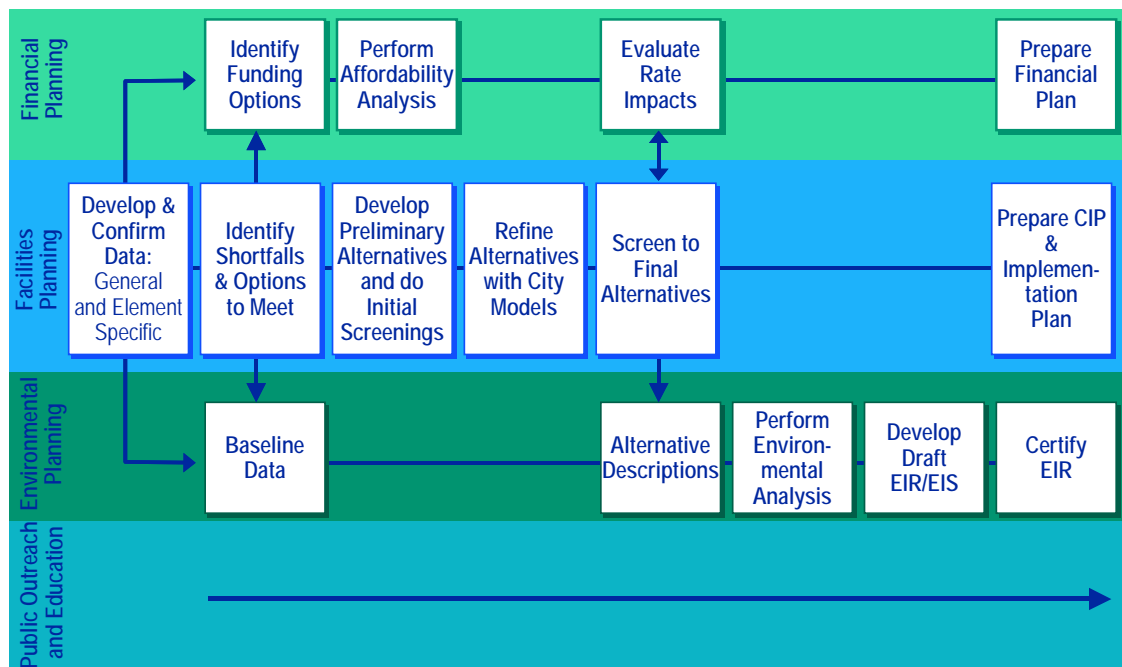 Financial
Planning
Identify
Funding
Options
Perform
Affordability
Analysis
Evaluate
Rate
Impacts
Prepare
Financial
Plan
Facilities
Planning
Develop &
Confirm
Data:
General
and Element
Specific
Identify
Shortfalls
& Options
to Meet
Develop
Preliminary
Alternatives
and do
Initial
Screenings
Refine
Alternatives
with City
Models
Screen to
Final
Alternatives
Prepare CIP
&
Implemen-
tation
Plan
Environmental
Planning
Baseline
Data
Alternative
Descriptions
Perform
Environ-
mental
Analysis
Develop
Draft
EIR/EIS
Certify
EIR
Public Outreach
and Education